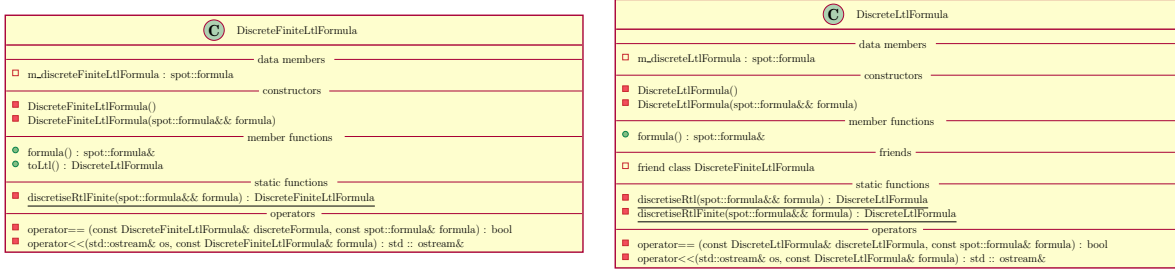 C DiscreteFiniteLtlFormula
data members
m_discreteFiniteLtlFormula : spot::formula
constructors
DiscreteFiniteLtlFormula()
DiscreteFiniteLtlFormula(spot::formula&& formula)
member functions
formula() : spot::formula&
toLtl() : DiscreteLtlFormula
static functions
discretiseRtlFinite(spot::formula&& formula) : DiscreteFiniteLtlFormula
operators
operator== (const DiscreteFiniteLtlFormula& discreteFormula, const spot::formula& formula) : bool
operator<<(std::ostream& os, const DiscreteFiniteLtlFormula& formula) : std :: ostream&
C DiscreteLtlFormula
data members
m_discreteLtlFormula : spot::formula
constructors
DiscreteLtlFormula()
DiscreteLtlFormula(spot::formula&& formula)
member functions
formula() : spot::formula&
friends
friend class DiscreteFiniteLtlFormula
static functions
discretiseRtl(spot::formula&& formula) : DiscreteLtlFormula
discretiseRtlFinite(spot::formula&& formula) : DiscreteLtlFormula
operators
operator== (const DiscreteLtlFormula& discreteLtlFormula, const spot::formula& formula) : bool
operator<<(std::ostream& os, const DiscreteLtlFormula& formula) : std :: ostream&